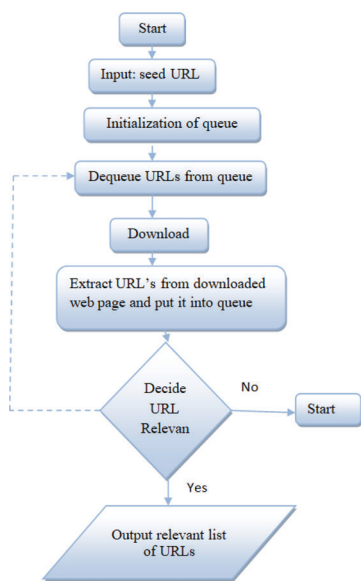 Start
Input: seed URL
Initialization of queue
Dequeue URLs from queue
Download
Extract URL's from downloaded
web page and put it into queue
Decide
URL
Relevan
No
Start
Yes
Output relevant list
of URLs